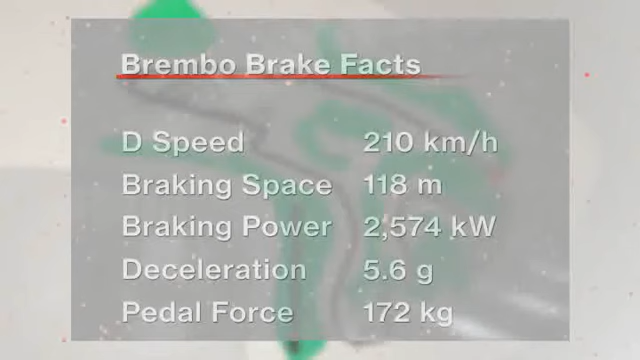 Brembo Brake Facts
D Speed 210 km/h
Braking Space 118 m
Braking Power 2,574 kW
Deceleration 5.6 g
Pedal Force 172 kg